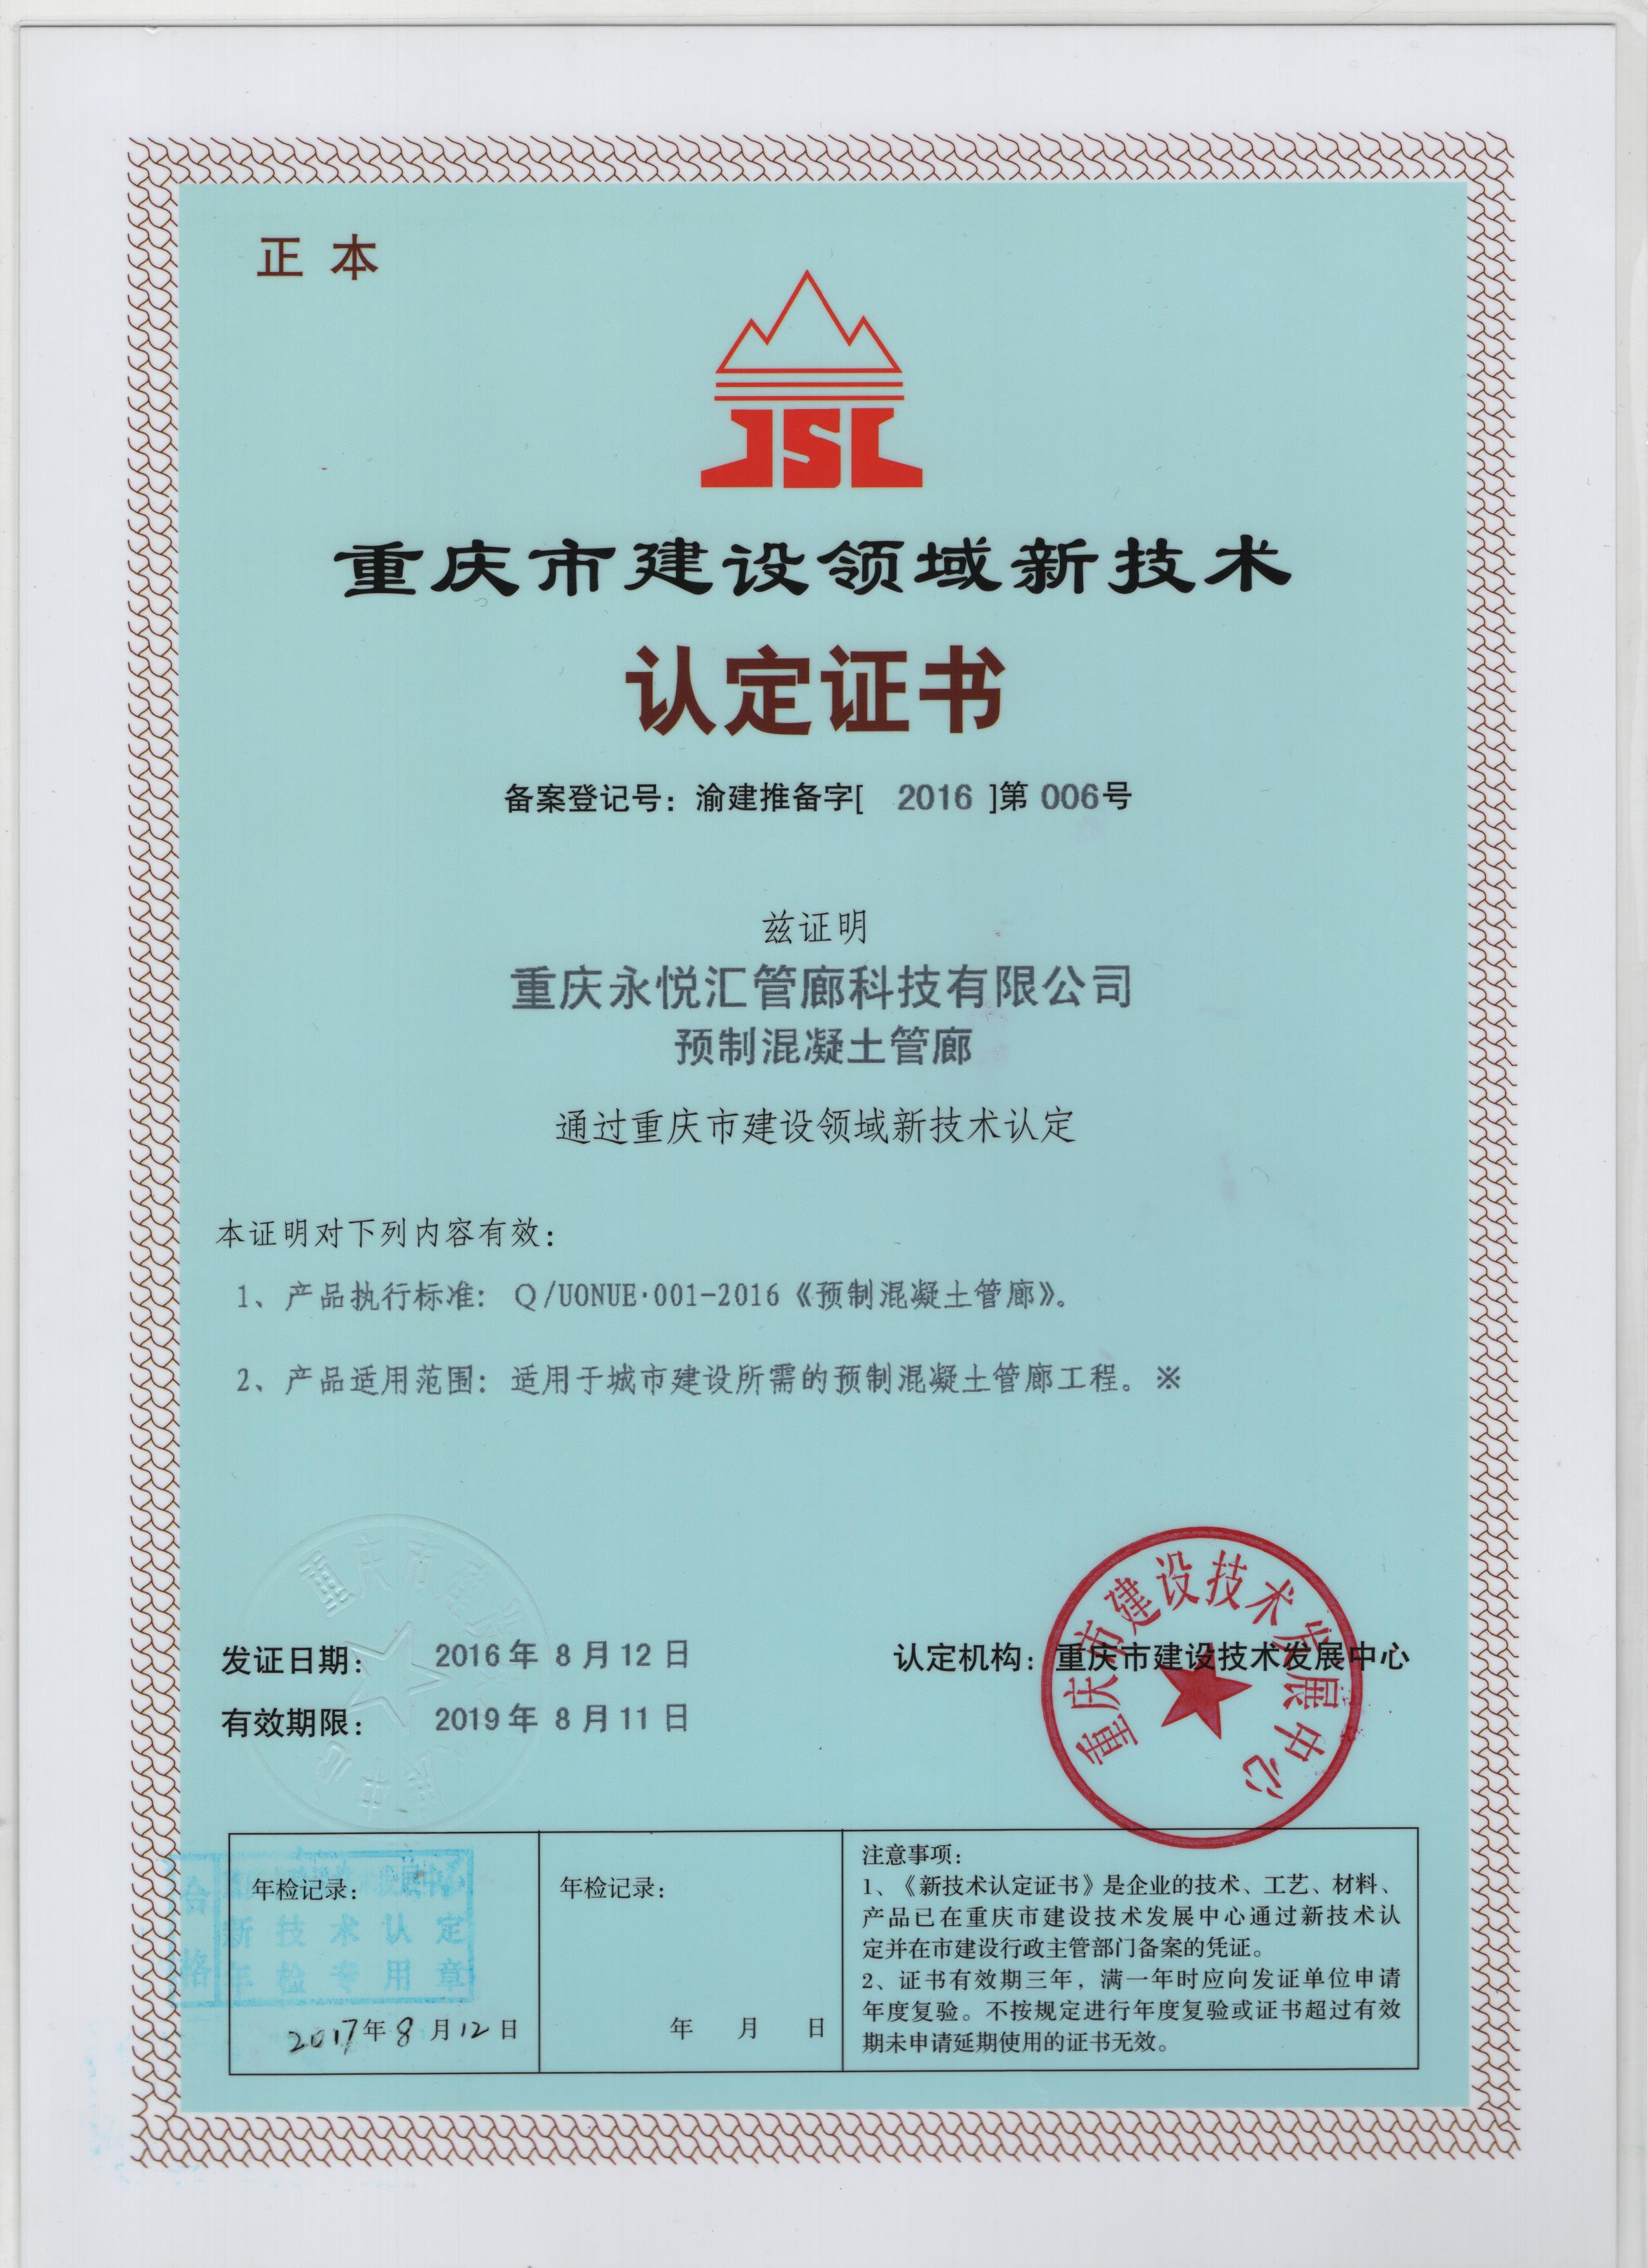 正本
JSL
重庆市建设领域新技术
认定证书
备案登记号：渝建推备字[ 2016 ]第 006号
兹证明
重庆永悦汇管廊科技有限公司
预制混凝土管廊
通过重庆市建设领域新技术认定
本证明对下列内容有效：
1、产品执行标准：Q/UONUE·001-2016《预制混凝土管廊》。
2、产品适用范围：适用于城市建设所需的预制混凝土管廊工程。※
发证日期： 2016年 8月12日
有效期限： 2019年 8月11日
认定机构：重庆市建设技术发展中心
重庆市建设技术发展中心
年检记录：
合格
新技术认定
年检专用章
2017年8月12日
年检记录：
年 月 日
注意事项：
1、《新技术认定证书》是企业的技术、工艺、材料、
产品已在重庆市建设技术发展中心通过新技术认
定并在市建设行政主管部门备案的凭证。
2、证书有效期三年，满一年时应向发证单位申请
年度复验。不按规定进行年度复验或证书超过有效
期未申请延期使用的证书无效。